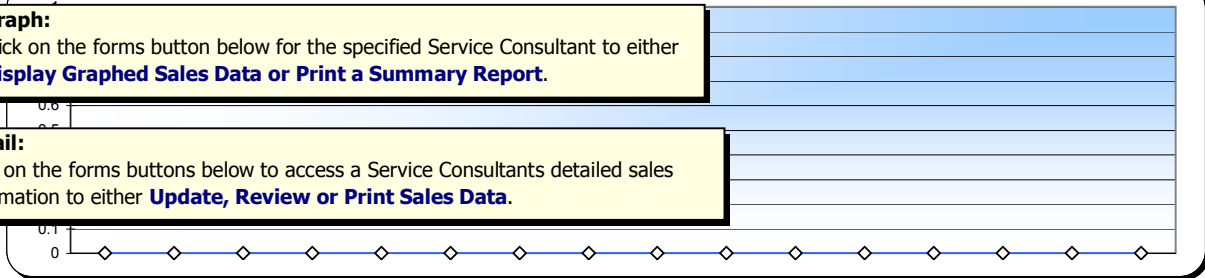 raph:
ick on the forms button below for the specified Service Consultant to either
isplay Graphed Sales Data or Print a Summary Report.
0.6
ail:
on the forms buttons below to access a Service Consultants detailed sales
mation to either Update, Review or Print Sales Data.
0.1
0